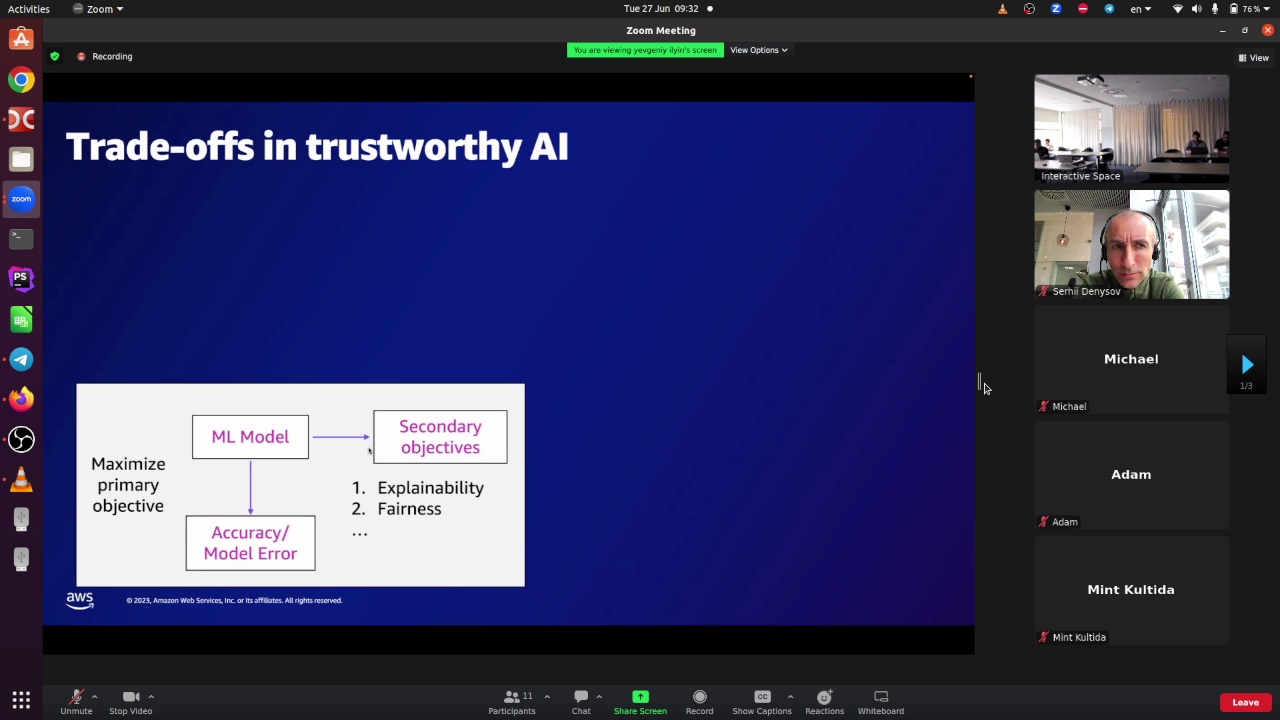 Activities
Zoom
Tue 27 Jun 09:32
en
76%
Zoom Meeting
Recording
You are viewing yevgeniy ilyin's screen
View Options
View
Trade-offs in trustworthy AI
Interactive Space
Serhii Denysov
Michael
Michael
1/3
Adam
Adam
Mint Kultida
Mint Kultida
ML Model
Secondary
objectives
Maximize
primary
objective
1. Explainability
2. Fairness
...
Accuracy/
Model Error
aws
© 2023, Amazon Web Services, Inc. or its affiliates. All rights reserved.
zoom
PS
Unmute
Stop Video
11
Participants
Chat
Share Screen
Record
CC
Show Captions
Reactions
Whiteboard
Leave